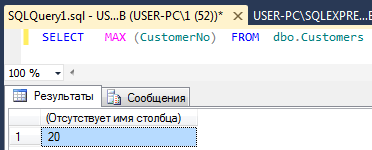 SQLQuery1.sql - US...B (USER-PC\1 (52))* USER-PC\SQLEXPRE...
SELECT MAX (CustomerNo) FROM dbo.Customers
100 %
Результаты Сообщения
(Отсутствует имя столбца)
1 20